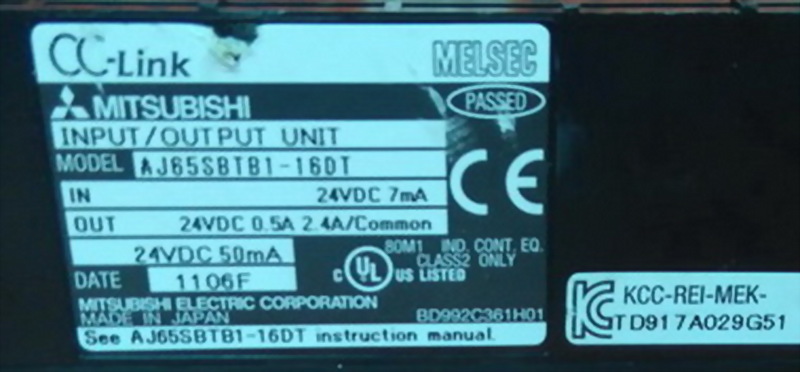 CC-Link MELSEC
MITSUBISHI PASSED
INPUT/OUTPUT UNIT
MODEL AJ65SBTB1-16DT
CE
IN 24VDC 7mA
OUT 24VDC 0.5A 2.4A/Common
24VDC 50mA
80M1 IND. CONT. EQ.
CLASS2 ONLY
DATE 1106F
C UL US LISTED
MITSUBISHI ELECTRIC CORPORATION
MADE IN JAPAN BD992C361H01
See AJ65SBTB1-16DT instruction manual.
KCC-REI-MEK-
TD917A029G51